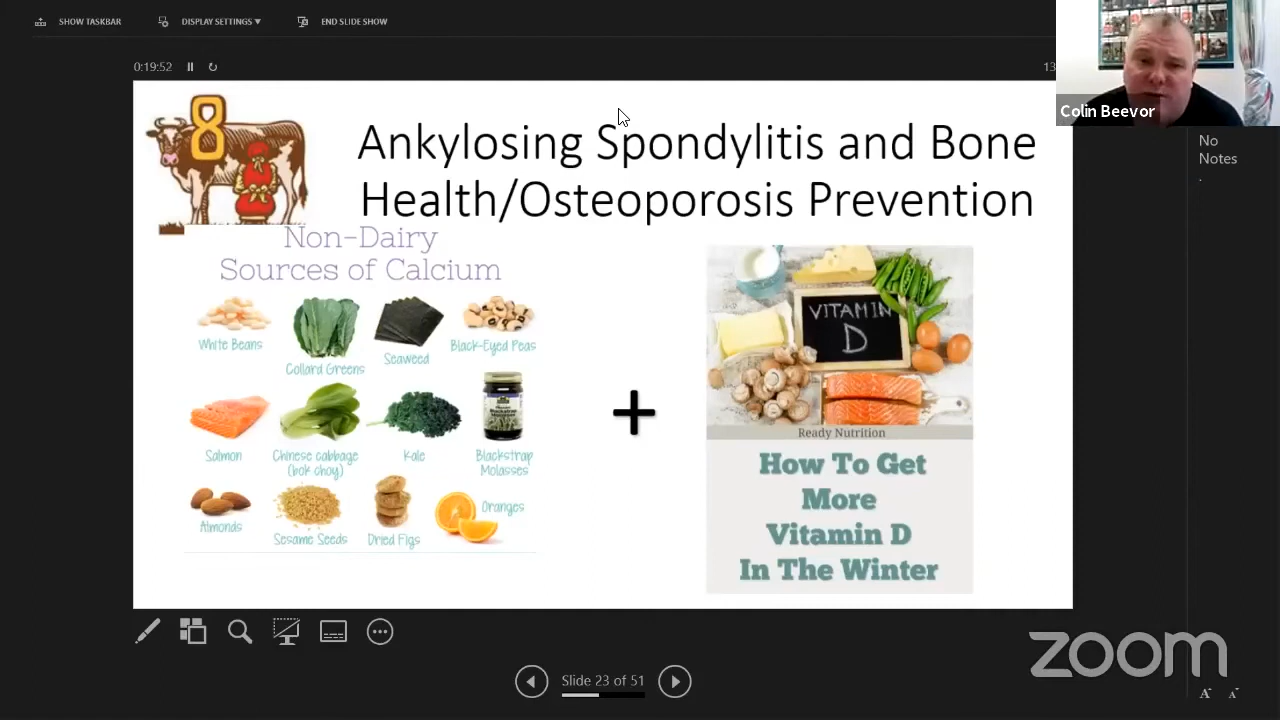 SHOW TASKBAR
DISPLAY SETTINGS ▼
END SLIDE SHOW
0:19:52
13
Colin Beevor
No
Notes
.
8
Ankylosing Spondylitis and Bone
Health/Osteoporosis Prevention
Non-Dairy
Sources of Calcium
White Beans
Collard Greens
Seaweed
Black-Eyed Peas
Salmon
Chinese cabbage
(bok choy)
Kale
Blackstrap
Molasses
Almonds
Sesame Seeds
Dried Figs
Oranges
+
VITAMIN
D
Ready Nutrition
How To Get
More
Vitamin D
In The Winter
Slide 23 of 51
zoom
A
A